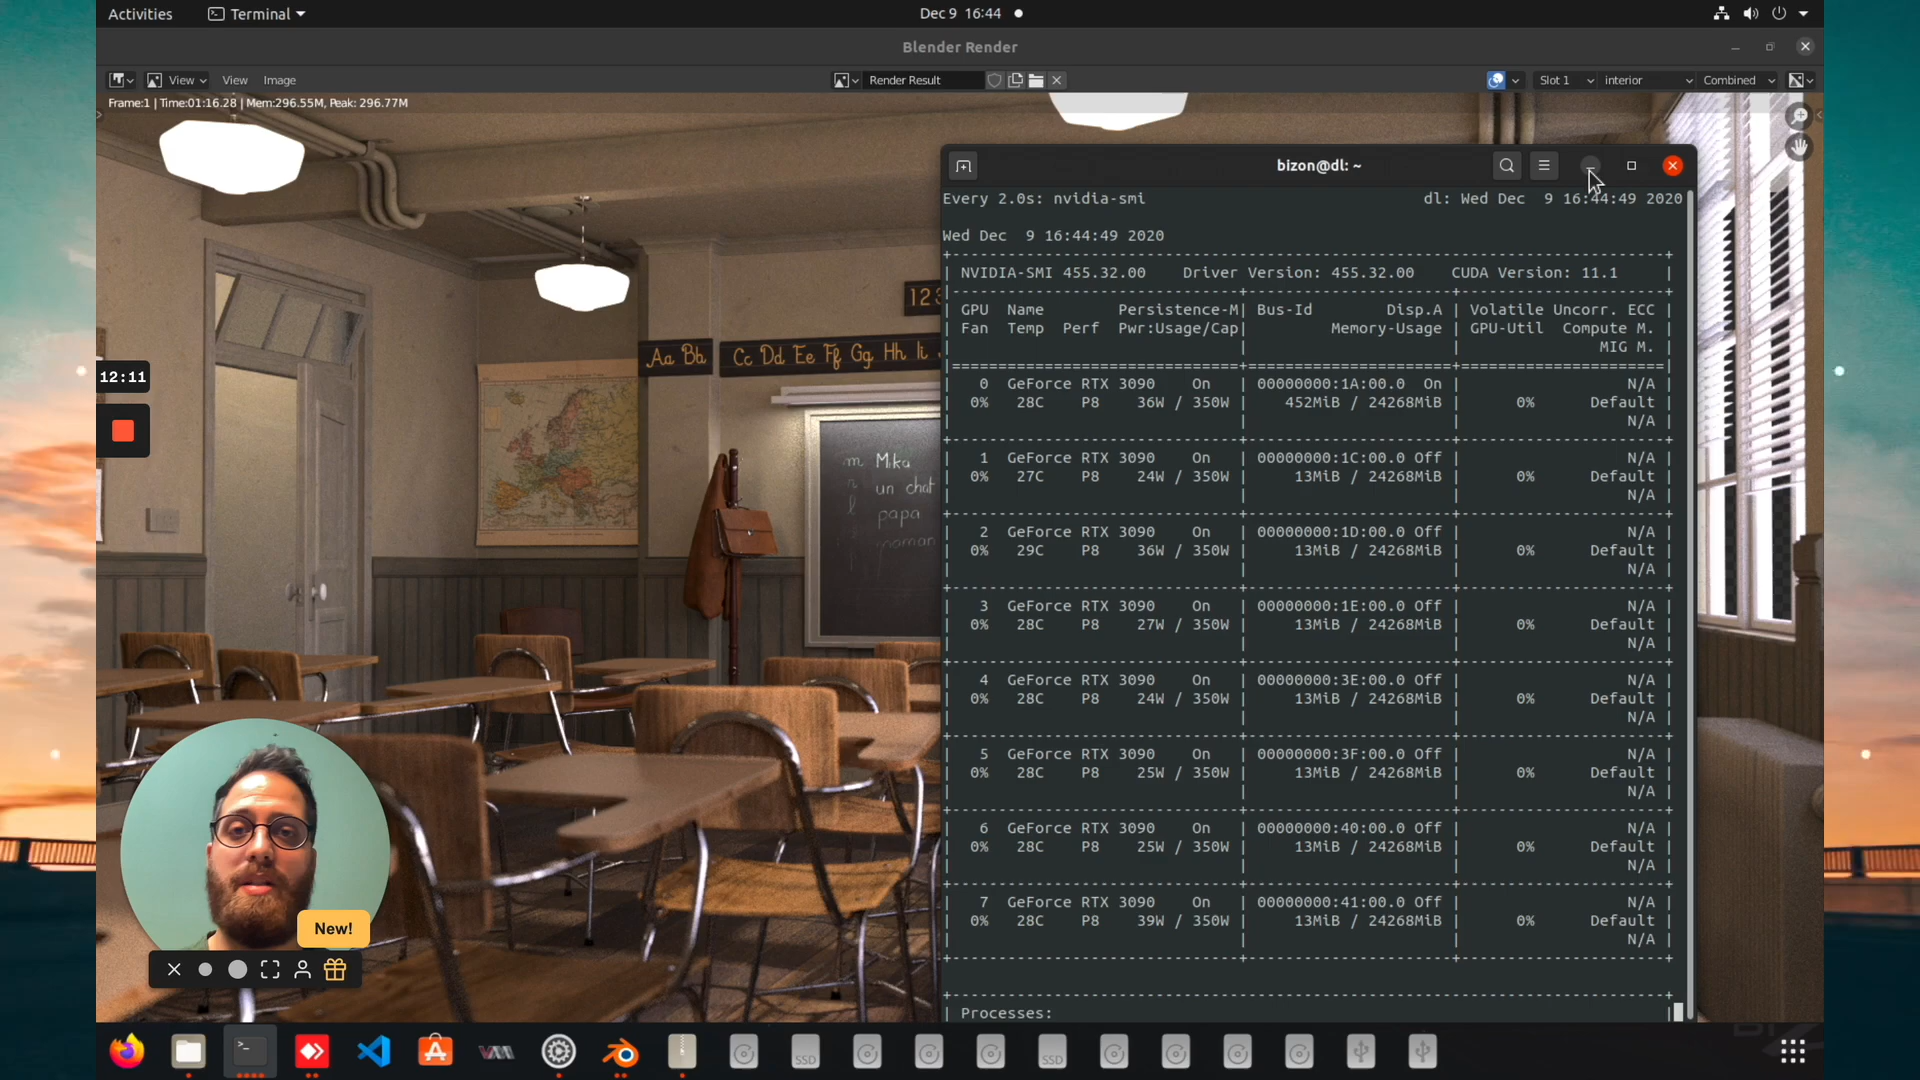 Activities
Terminal
Dec 9 16:44
Blender Render
View
View
Image
Render Result
Slot 1
interior
Combined
Frame:1 | Time:01:16.28 | Mem:296.55M, Peak: 296.77M
bizon@dl: ~
Every 2.0s: nvidia-smi dl: Wed Dec 9 16:44:49 2020
Wed Dec 9 16:44:49 2020
NVIDIA-SMI 455.32.00 Driver Version: 455.32.00 CUDA Version: 11.1
GPU Name Persistence-M| Bus-Id Disp.A | Volatile Uncorr. ECC |
Fan Temp Perf Pwr:Usage/Cap| Memory-Usage | GPU-Util Compute M. |
MIG M. |
0 GeForce RTX 3090 On | 00000000:1A:00.0 On | N/A |
0% 28C P8 36W / 350W | 452MiB / 24268MiB | 0% Default |
N/A |
1 GeForce RTX 3090 On | 00000000:1C:00.0 Off | N/A |
0% 27C P8 24W / 350W | 13MiB / 24268MiB | 0% Default |
N/A |
2 GeForce RTX 3090 On | 00000000:1D:00.0 Off | N/A |
0% 29C P8 36W / 350W | 13MiB / 24268MiB | 0% Default |
N/A |
3 GeForce RTX 3090 On | 00000000:1E:00.0 Off | N/A |
0% 28C P8 27W / 350W | 13MiB / 24268MiB | 0% Default |
N/A |
4 GeForce RTX 3090 On | 00000000:3E:00.0 Off | N/A |
0% 28C P8 24W / 350W | 13MiB / 24268MiB | 0% Default |
N/A |
5 GeForce RTX 3090 On | 00000000:3F:00.0 Off | N/A |
0% 28C P8 25W / 350W | 13MiB / 24268MiB | 0% Default |
N/A |
6 GeForce RTX 3090 On | 00000000:40:00.0 Off | N/A |
0% 28C P8 25W / 350W | 13MiB / 24268MiB | 0% Default |
N/A |
7 GeForce RTX 3090 On | 00000000:41:00.0 Off | N/A |
0% 28C P8 39W / 350W | 13MiB / 24268MiB | 0% Default |
N/A |
Processes:
123
Aa Bb Cc Dd Ee Ff Gg Hh Ii
m Mika
un chat
papa
12:11
New!
SSD
SSD